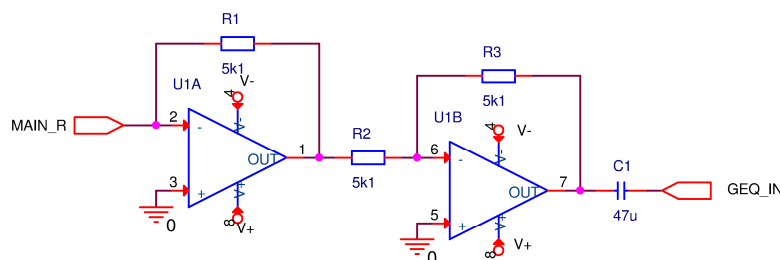 R1
5k1
U1A
V-
4
MAIN_R
2
-
V-
OUT
1
3
+
V+
8
V+
0
R2
5k1
R3
5k1
U1B
V-
4
6
-
V-
OUT
7
5
+
V+
8
V+
0
C1
47u
GEQ_IN